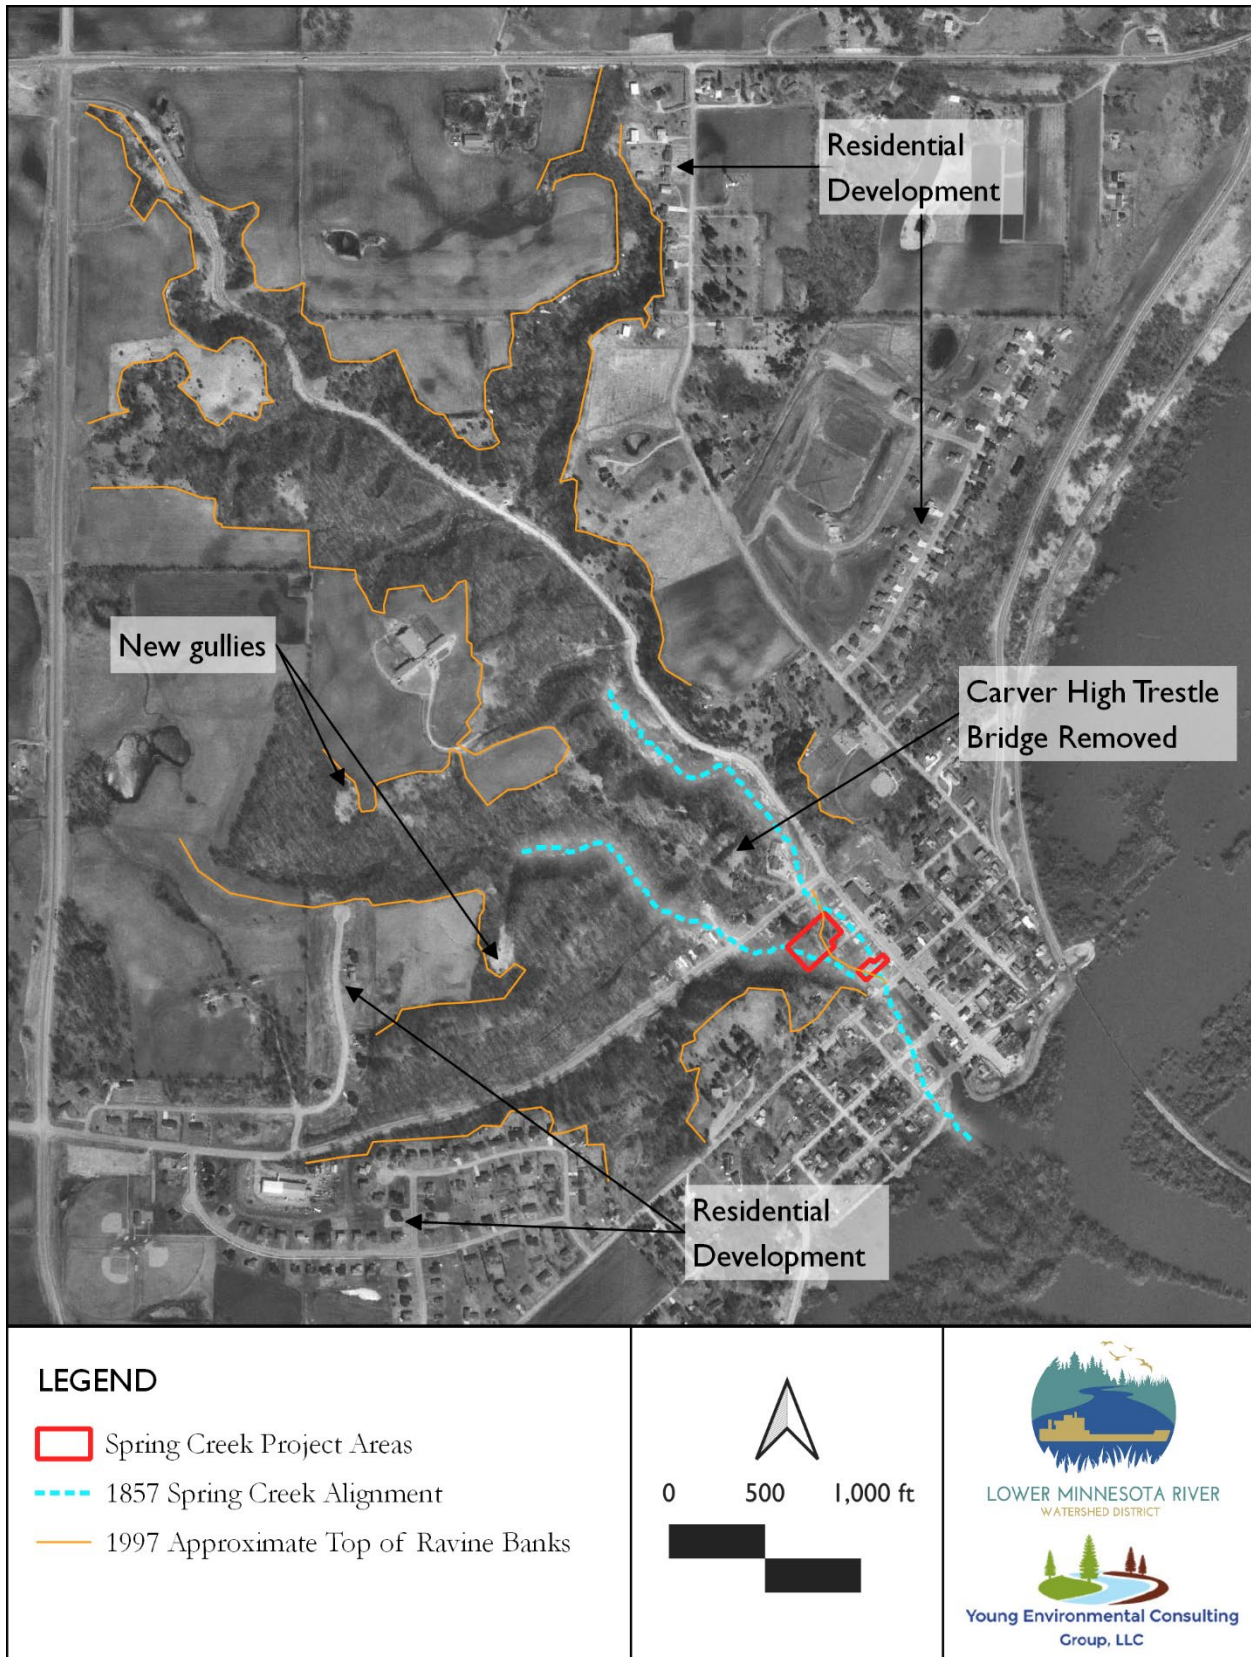 Residential
Development
New gullies
Carver High Trestle
Bridge Removed
Residential
Development
LEGEND
Spring Creek Project Areas
1857 Spring Creek Alignment
1997 Approximate Top of Ravine Banks
0 500 1,000 ft
LOWER MINNESOTA RIVER
WATERSHED DISTRICT
Young Environmental Consulting
Group, LLC